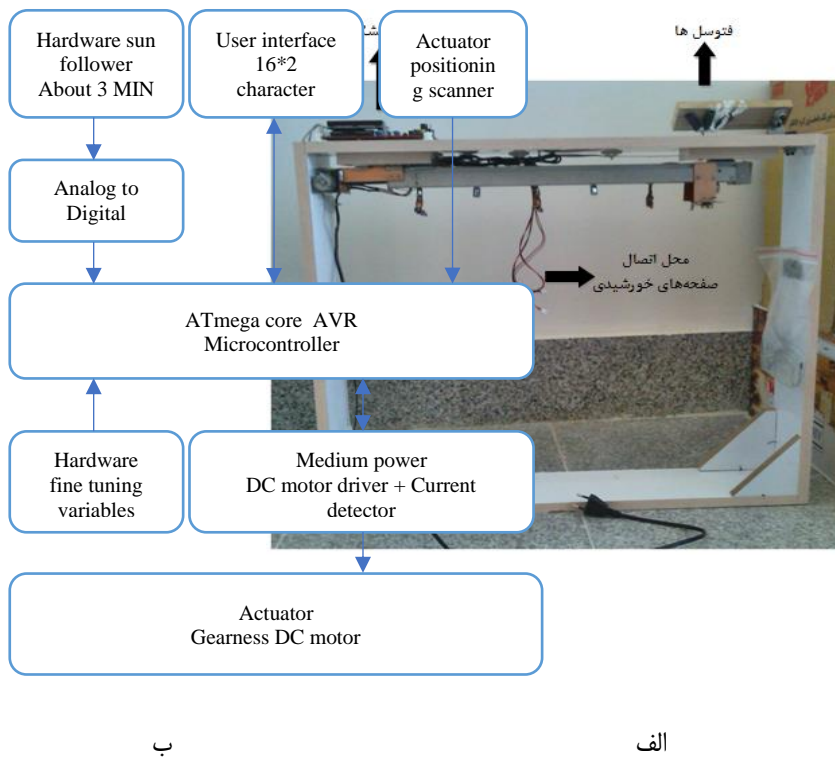 Hardware sun
follower
About 3 MIN
User interface
16*2
character
Actuator
positionin
g scanner
فتوسل ها
Analog to
Digital
محل اتصال
صفحه‌های خورشیدی
ATmega core AVR
Microcontroller
Hardware
fine tuning
variables
Medium power
DC motor driver + Current
detector
Actuator
Gearness DC motor
ب
الف